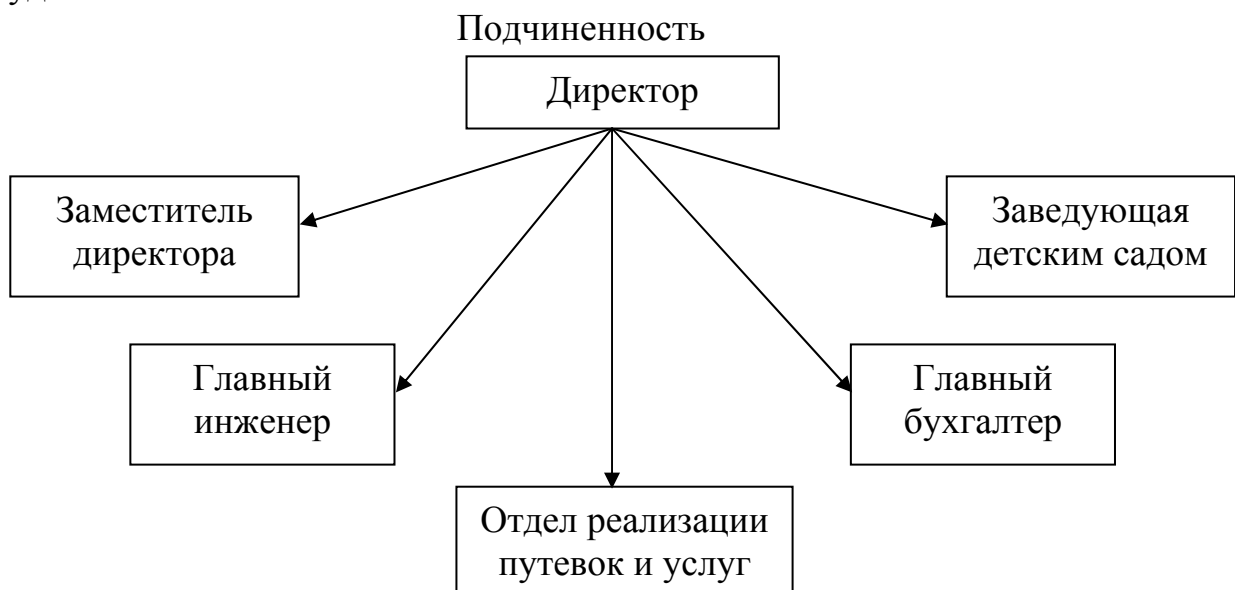 Подчиненность
Директор
Заместитель
директора
Заведующая
детским садом
Главный
инженер
Главный
бухгалтер
Отдел реализации
путевок и услуг